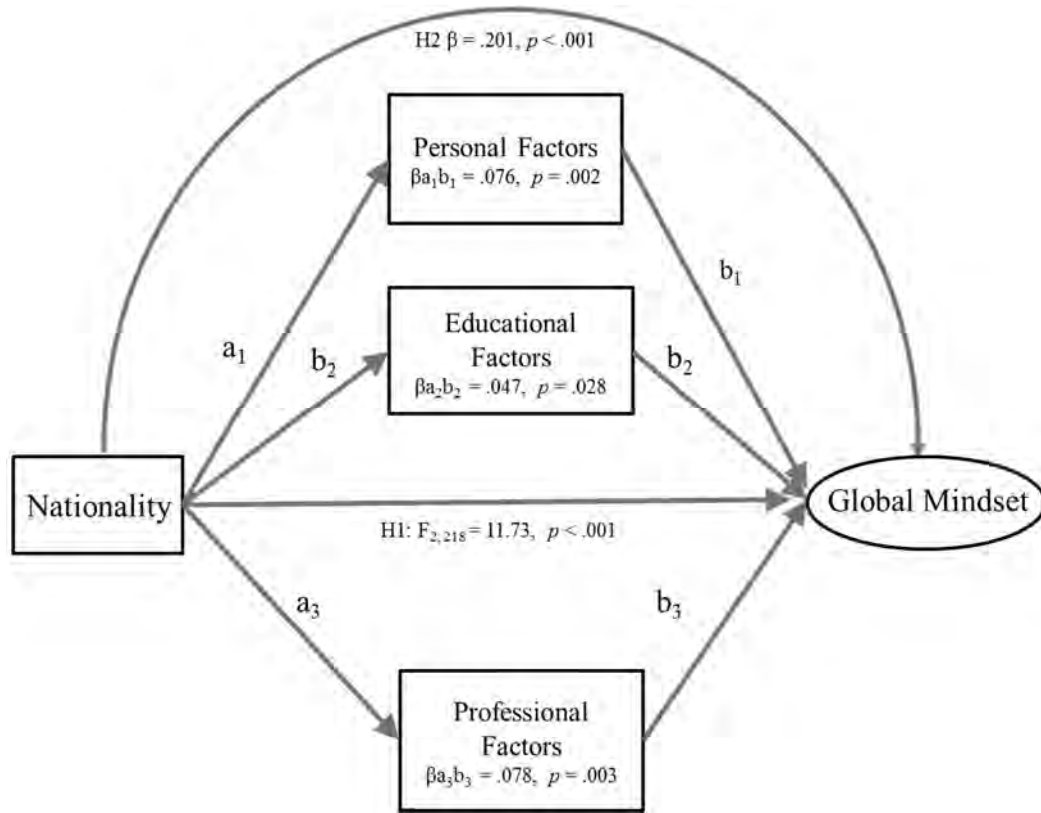 H2 β = .201, p < .001
Personal Factors
βa₁b₁ = .076, p = .002
b₁
Educational
Factors
βa₂b₂ = .047, p = .028
a₁
b₂
b₂
Nationality
Global Mindset
H1: F₂,₂₁₈ = 11.73, p < .001
a₃
b₃
Professional
Factors
βa₃b₃ = .078, p = .003